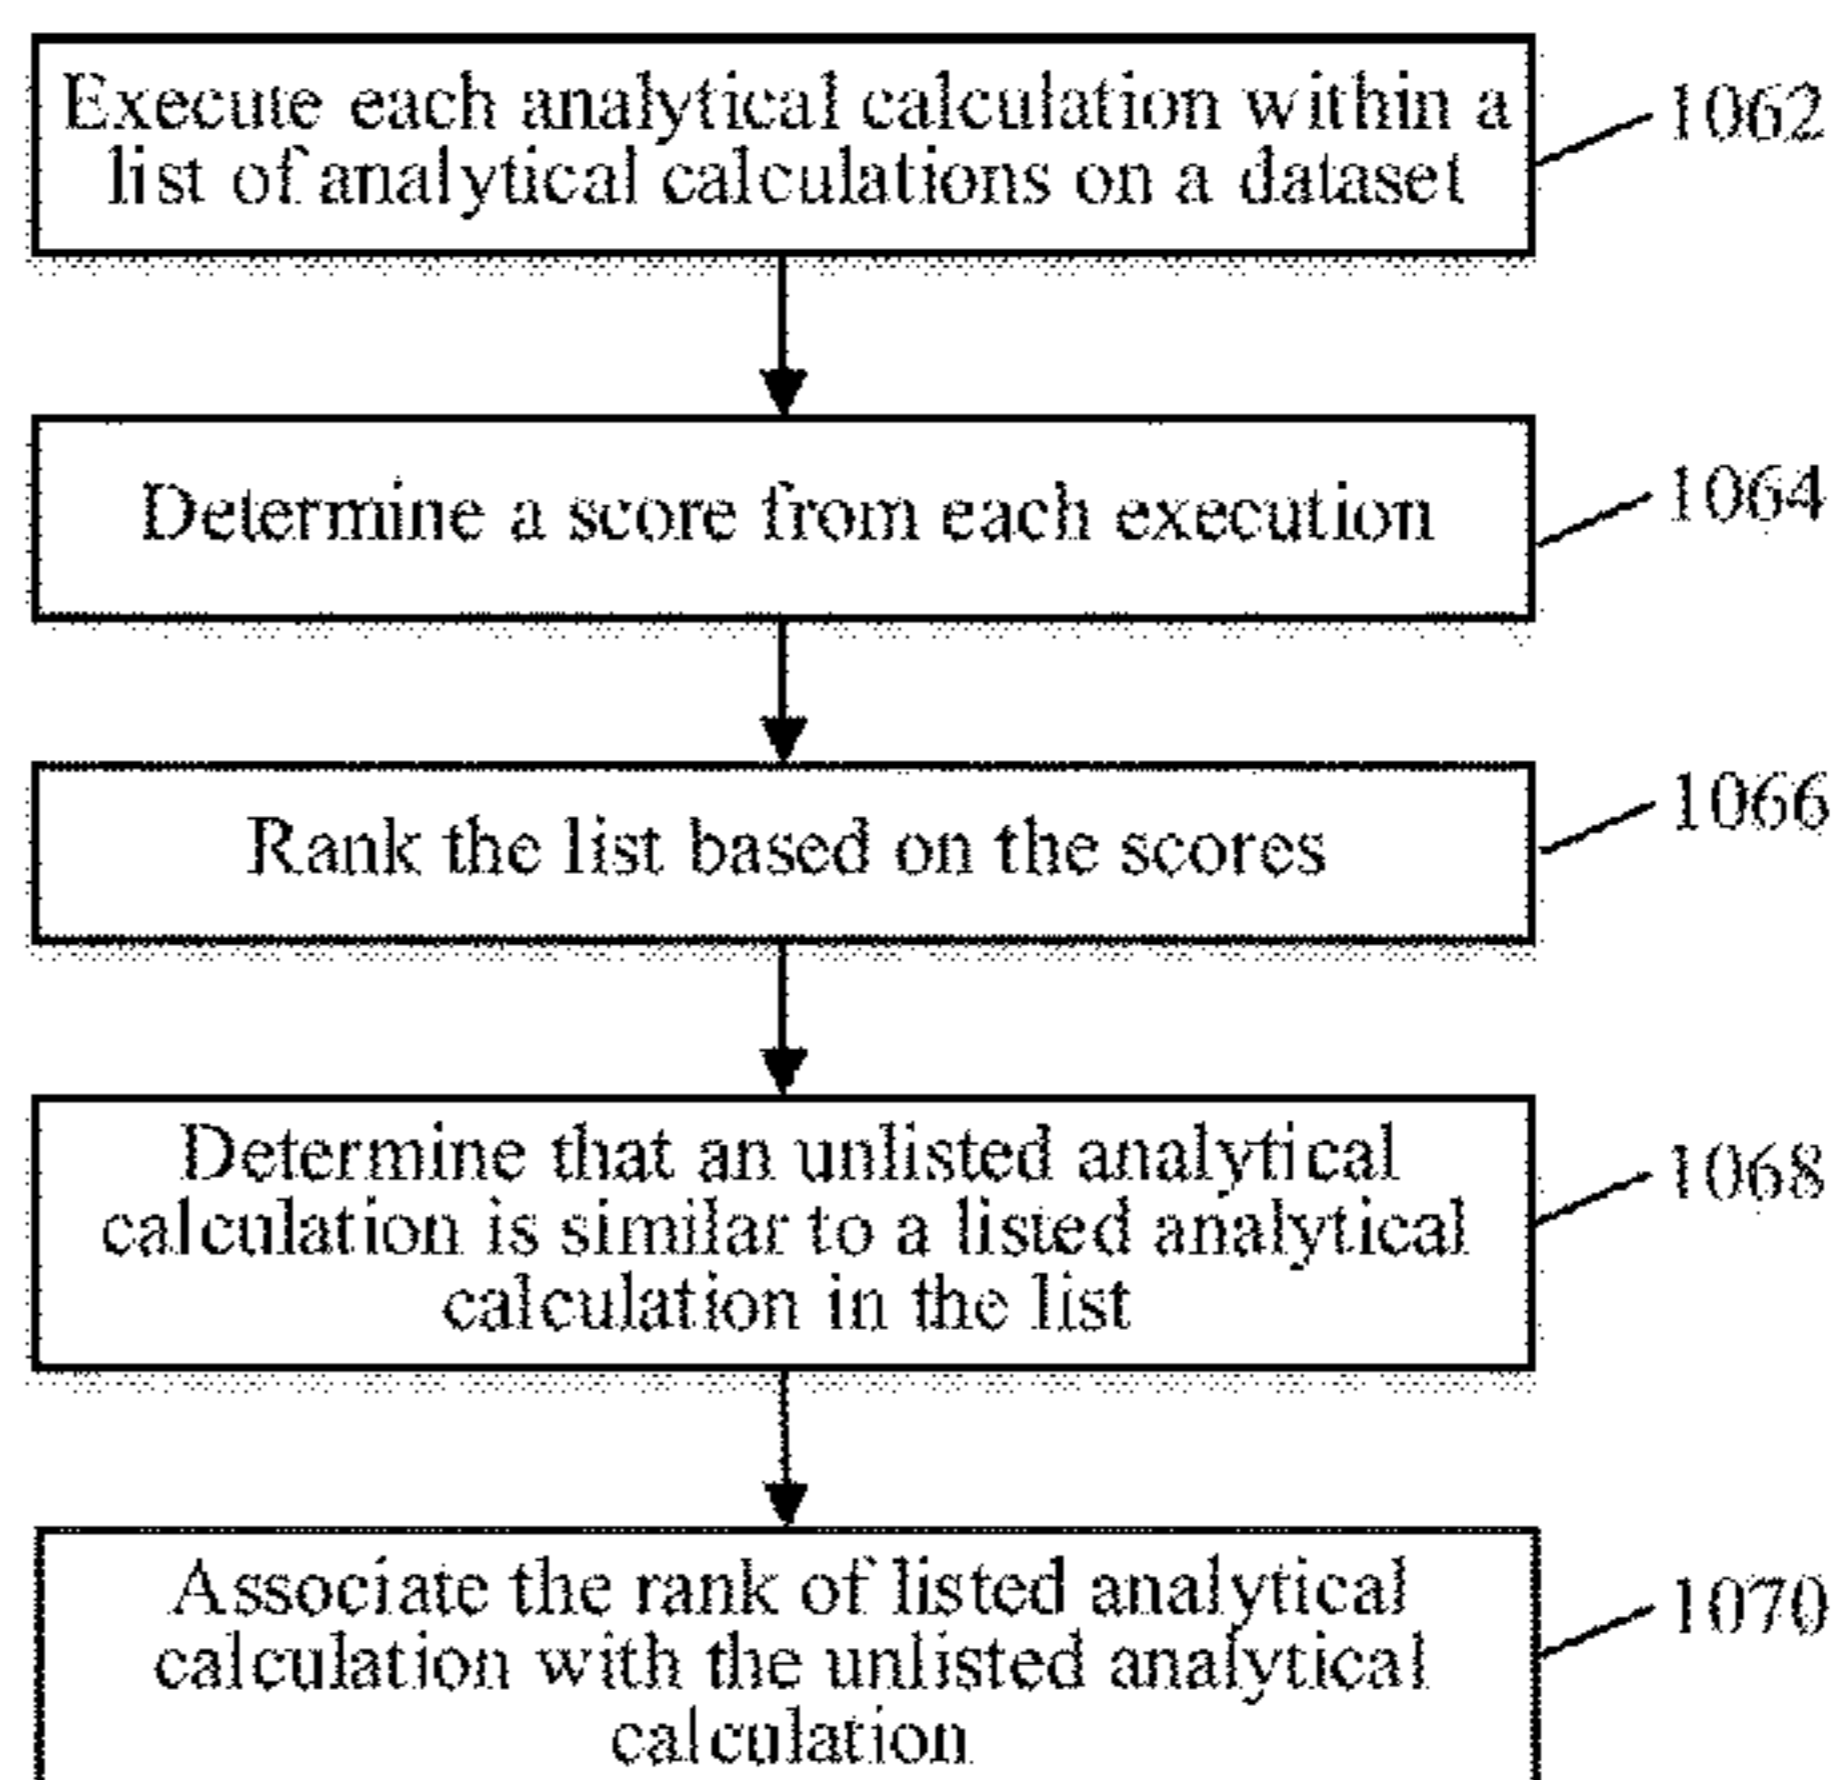 Execute each analytical calculation within a
list of analytical calculations on a dataset
1062
Determine a score from each execution
1064
Rank the list based on the scores
1066
Determine that an unlisted analytical
calculation is similar to a listed analytical
calculation in the list
1068
Associate the rank of listed analytical
calculation with the unlisted analytical
calculation
1070